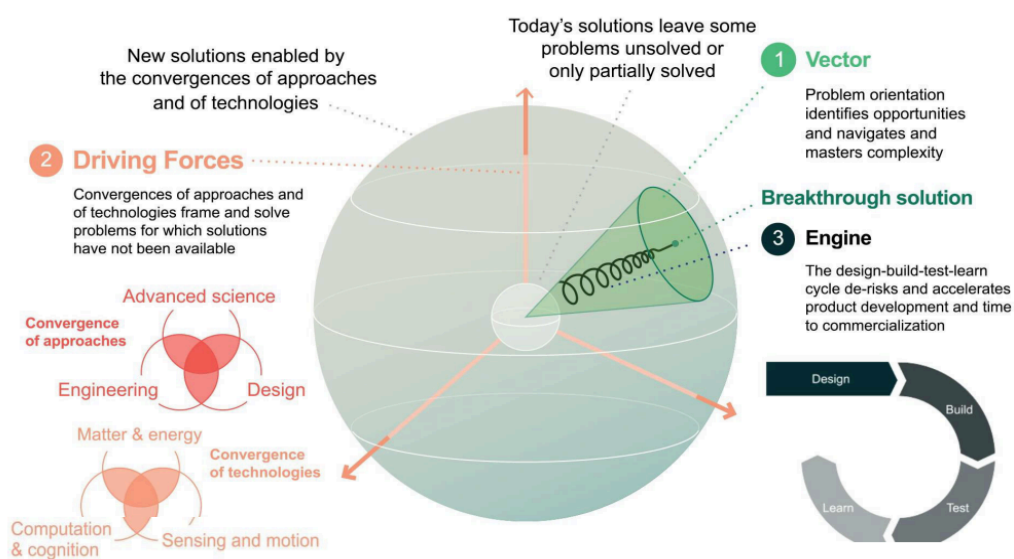 New solutions enabled by
the convergences of approaches
and of technologies
Today's solutions leave some
problems unsolved or
only partially solved
1 Vector
Problem orientation
identifies opportunities
and navigates and
masters complexity
2 Driving Forces
Convergences of approaches and
of technologies frame and solve
problems for which solutions
have not been available
Breakthrough solution
3 Engine
The design-build-test-learn
cycle de-risks and accelerates
product development and time
to commercialization
Advanced science
Convergence
of approaches
Engineering
Design
Matter & energy
Convergence
of technologies
Computation
& cognition
Sensing and motion
Design
Build
Test
Learn